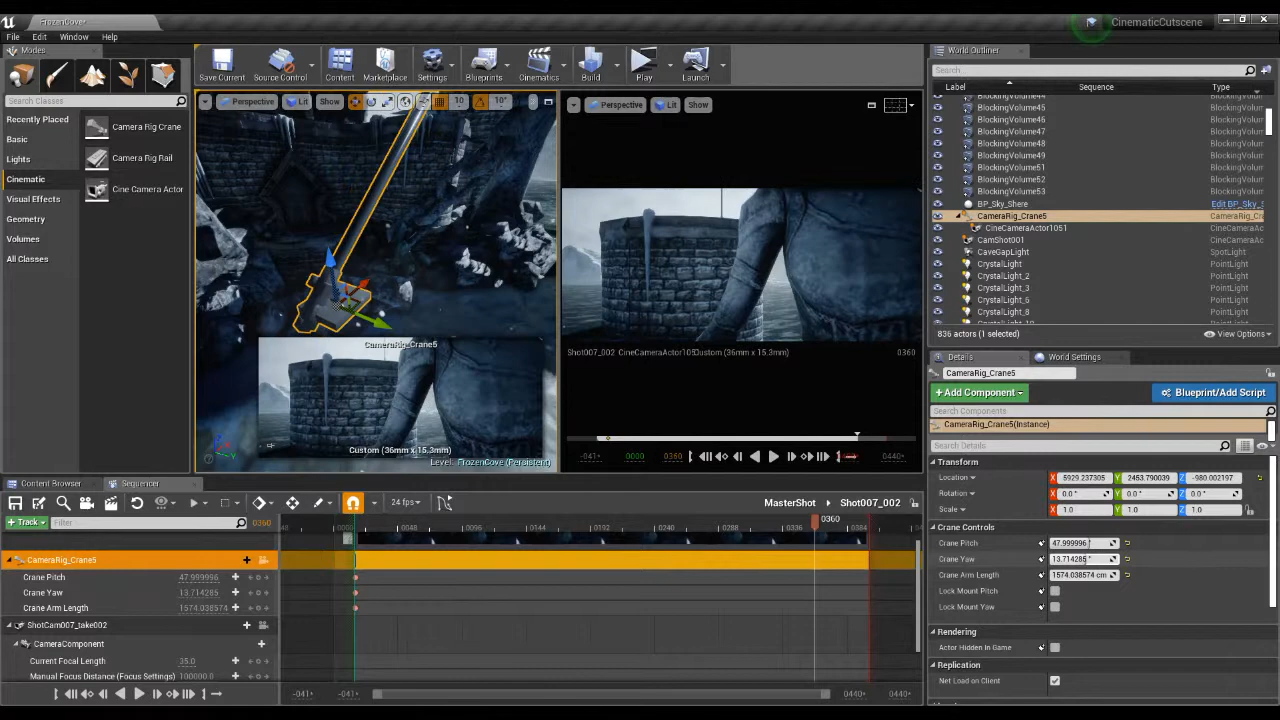 FrozenCove•
CinematicCutscene
File Edit Window Help
Modes
Search Classes
Recently Placed
Basic
Lights
Cinematic
Visual Effects
Geometry
Volumes
All Classes
Camera Rig Crane
Camera Rig Rail
Cine Camera Actor
Save Current Source Control Content Marketplace Settings Blueprints Cinematics Build Play Launch
Perspective Lit Show 10 10°
CameraRig_Crane5
Custom (36mm x 15.3mm)
Level: FrozenCove (Persistent)
Perspective Lit Show
Shot007_002 CineCameraActor105 Custom (36mm x 15.3mm) 0360
-041+ 0000 0360 0440+
World Outliner
Search...
Label Sequence Type
BlockingVolume44
BlockingVolume45 BlockingVolum
BlockingVolume46 BlockingVolum
BlockingVolume47 BlockingVolum
BlockingVolume48 BlockingVolum
BlockingVolume49 BlockingVolum
BlockingVolume51 BlockingVolum
BlockingVolume52 BlockingVolum
BlockingVolume53 BlockingVolum
BP_Sky_Shere Edit BP_Sky_S
CameraRig_Crane5 CameraRig_Cra
CineCameraActor1051 CineCameraAc
CamShot001 CineCameraAc
CaveGapLight SpotLight
CrystalLight PointLight
CrystalLight_2 PointLight
CrystalLight_3 PointLight
CrystalLight_6 PointLight
CrystalLight_8 PointLight
836 actors (1 selected) View Options
Details World Settings
CameraRig_Crane5
+Add Component Blueprint/Add Script
Search Components
CameraRig_Crane5(Instance)
Search Details
Transform
Location X 5929.237305 Y 2453.790039 Z -980.002197
Rotation X 0.0 ° Y 0.0 ° Z 0.0 °
Scale X 1.0 Y 1.0 Z 1.0
Crane Controls
Crane Pitch 47.999996 °
Crane Yaw 13.714285 °
Crane Arm Length 1574.038574 cm
Lock Mount Pitch
Lock Mount Yaw
Rendering
Actor Hidden In Game
Replication
Net Load on Client
Content Browser Sequencer
24 fps MasterShot Shot007_002
+ Track Filter 0360
0048 0096 0144 0192 0240 0288 0336 0360 0384
CameraRig_Crane5
Crane Pitch 47.999996
Crane Yaw 13.714285
Crane Arm Length 1574.038574
ShotCam007_take002
CameraComponent
Current Focal Length 35.0
Manual Focus Distance (Focus Settings) 100000.0
-041+ -041+ 0440+ 0440+